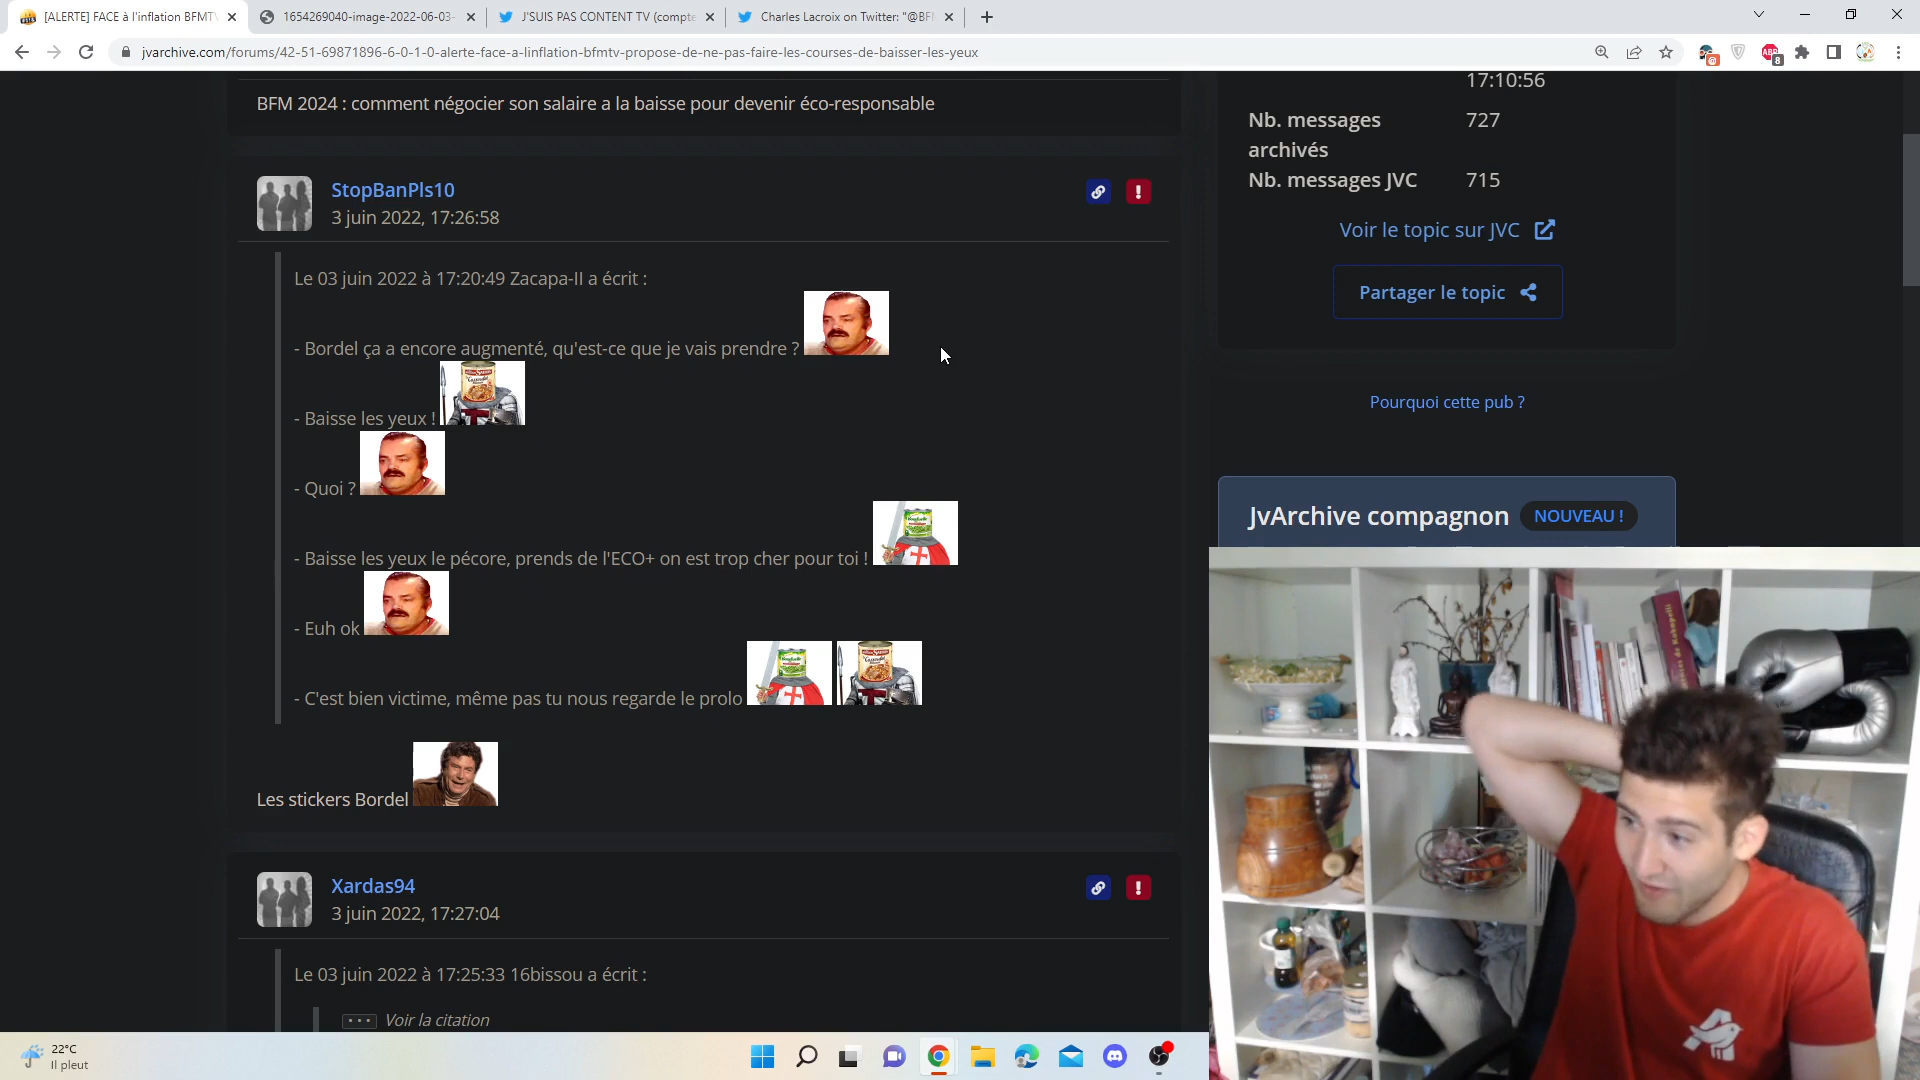 [ALERTE] FACE à l'inflation BFMTV
1654269040-image-2022-06-03-
J'SUIS PAS CONTENT TV (compte
Charles Lacroix on Twitter: "@BFM
jvarchive.com/forums/42-51-69871896-6-0-1-0-alerte-face-a-linflation-bfmtv-propose-de-ne-pas-faire-les-courses-de-baisser-les-yeux
ABP
8
BFM 2024 : comment négocier son salaire a la baisse pour devenir éco-responsable
StopBanPls10
3 juin 2022, 17:26:58
Le 03 juin 2022 à 17:20:49 Zacapa-II a écrit :
- Bordel ça a encore augmenté, qu'est-ce que je vais prendre ?
- Baisse les yeux !
- Quoi ?
- Baisse les yeux le pécore, prends de l'ECO+ on est trop cher pour toi !
- Euh ok
- C'est bien victime, même pas tu nous regarde le prolo
Les stickers Bordel
Xardas94
3 juin 2022, 17:27:04
Le 03 juin 2022 à 17:25:33 16bissou a écrit :
Voir la citation
17:10:56
Nb. messages archivés 727
Nb. messages JVC 715
Voir le topic sur JVC
Partager le topic
Pourquoi cette pub ?
JvArchive compagnon NOUVEAU !
22°C
Il pleut